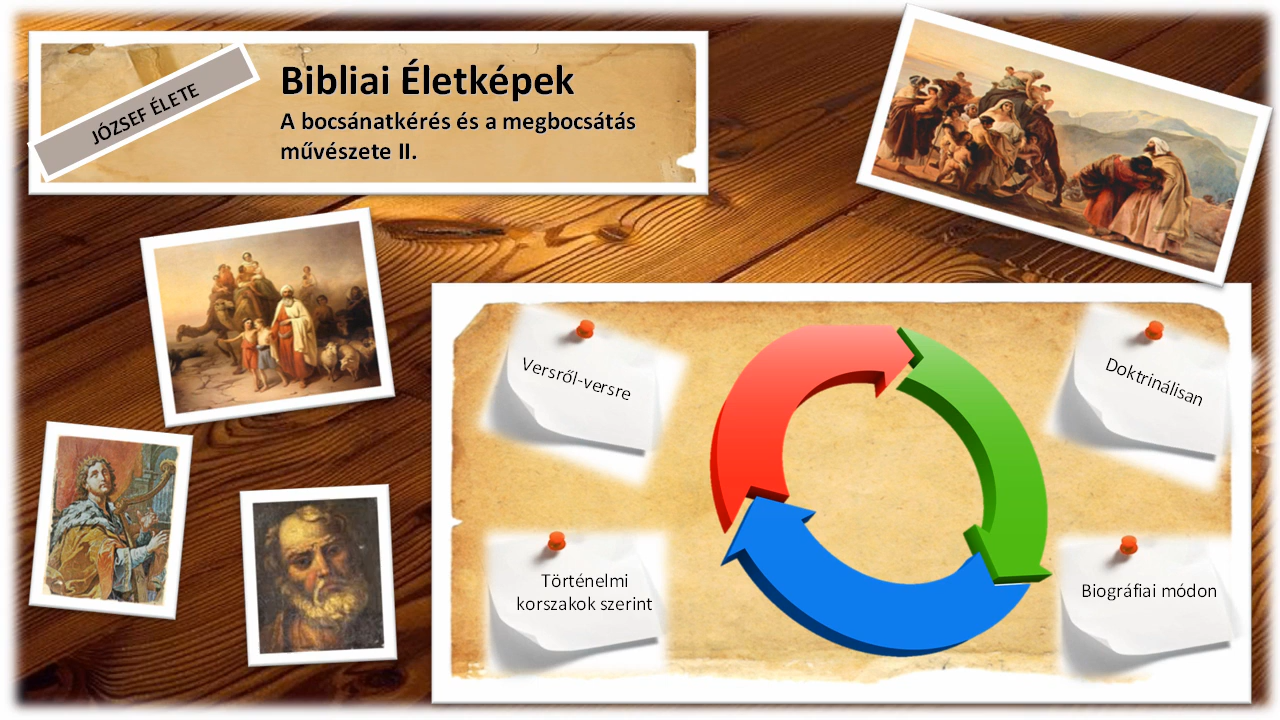 JÓZSEF ÉLETE
Bibliai Életképek
A bocsánatkérés és a megbocsátás
művészete II.
Versről-versre
Doktrinálisan
Történelmi
korszakok szerint
Biográfiai módon